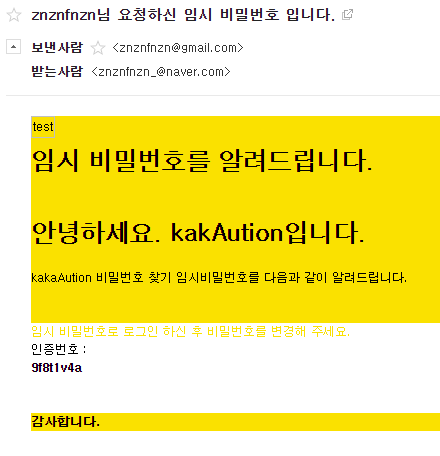 znznfnzn님 요청하신 임시 비밀번호 입니다.
보낸사람 <znznfnzn@gmail.com>
받는사람 <znznfnzn_@naver.com>
test
임시 비밀번호를 알려드립니다.
안녕하세요. kakAution입니다.
kakaAution 비밀번호 찾기 임시비밀번호를 다음과 같이 알려드립니다.
임시 비밀번호로 로그인 하신 후 비밀번호를 변경해 주세요.
인증번호 :
9f8t1v4a
감사합니다.